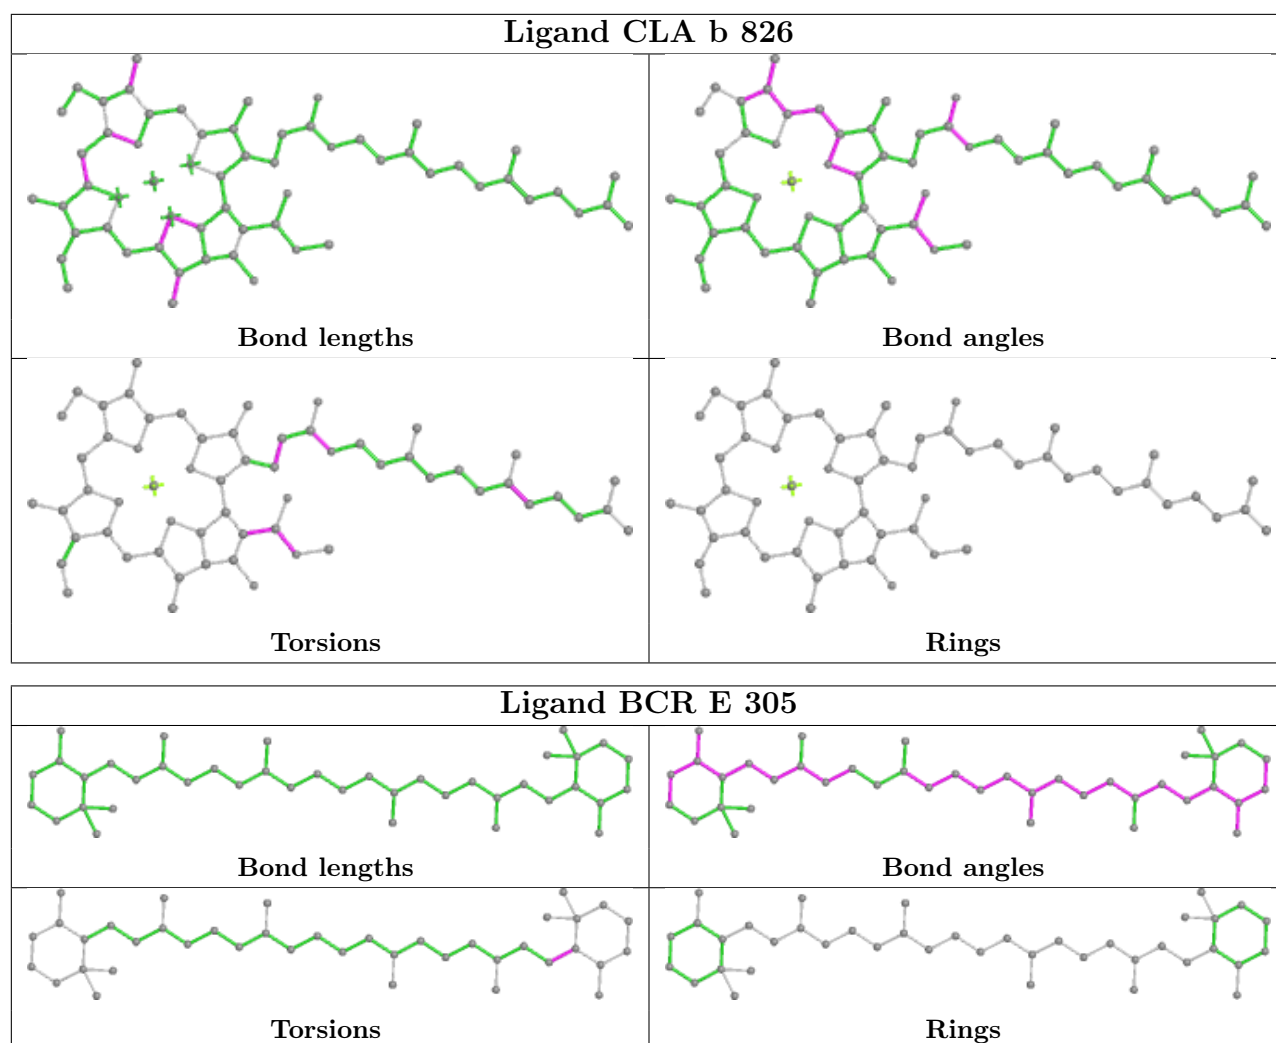 Ligand CLA b 826
Bond lengths
Bond angles
Torsions
Rings
Ligand BCR E 305
Bond lengths
Bond angles
Torsions
Rings